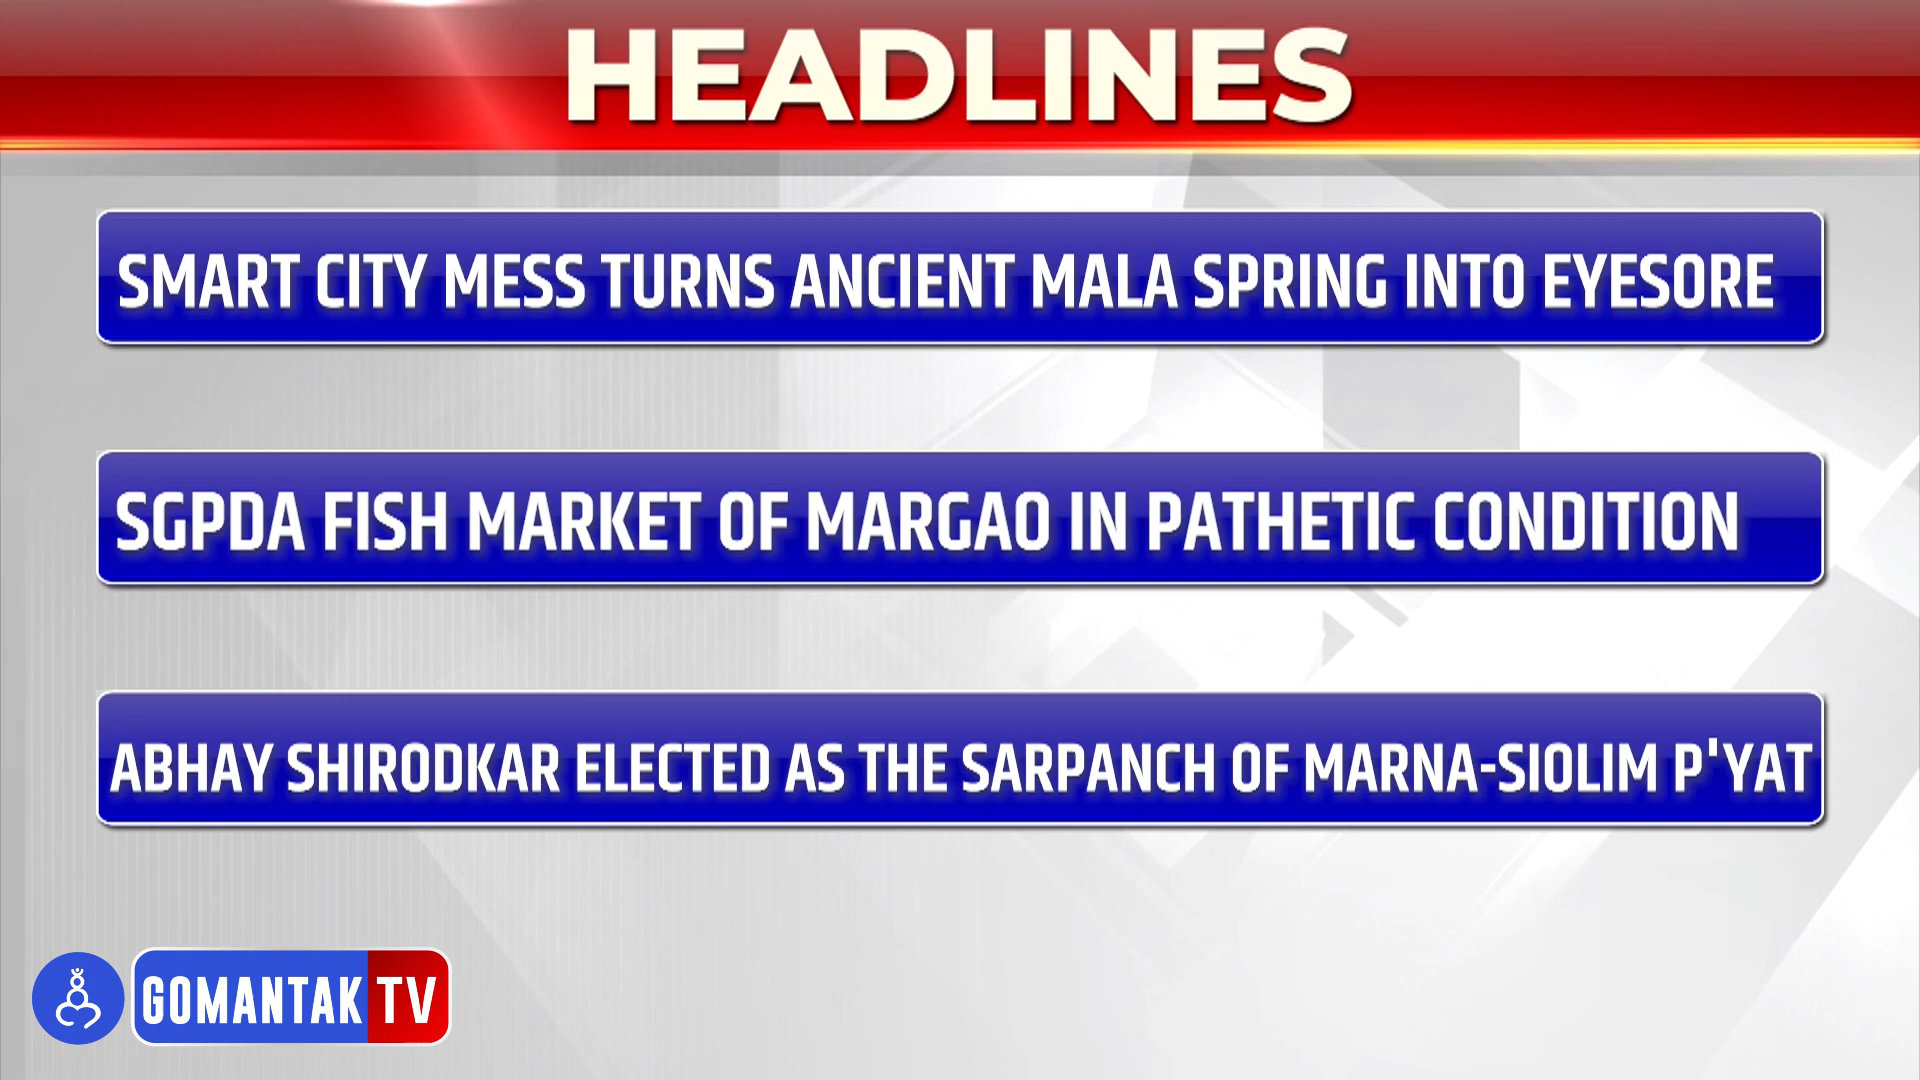 HEADLINES
SMART CITY MESS TURNS ANCIENT MALA SPRING INTO EYESORE
SGPDA FISH MARKET OF MARGAO IN PATHETIC CONDITION
ABHAY SHIRODKAR ELECTED AS THE SARPANCH OF MARNA-SIOLIM P'YAT
GOMANTAK TV